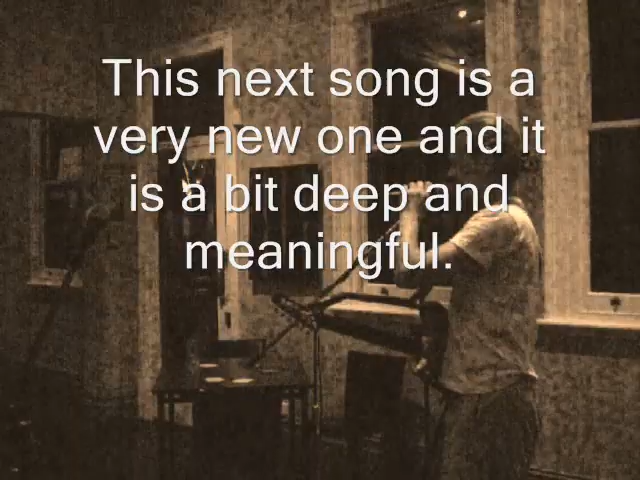 This next song is a
very new one and it
is a bit deep and
meaningful.